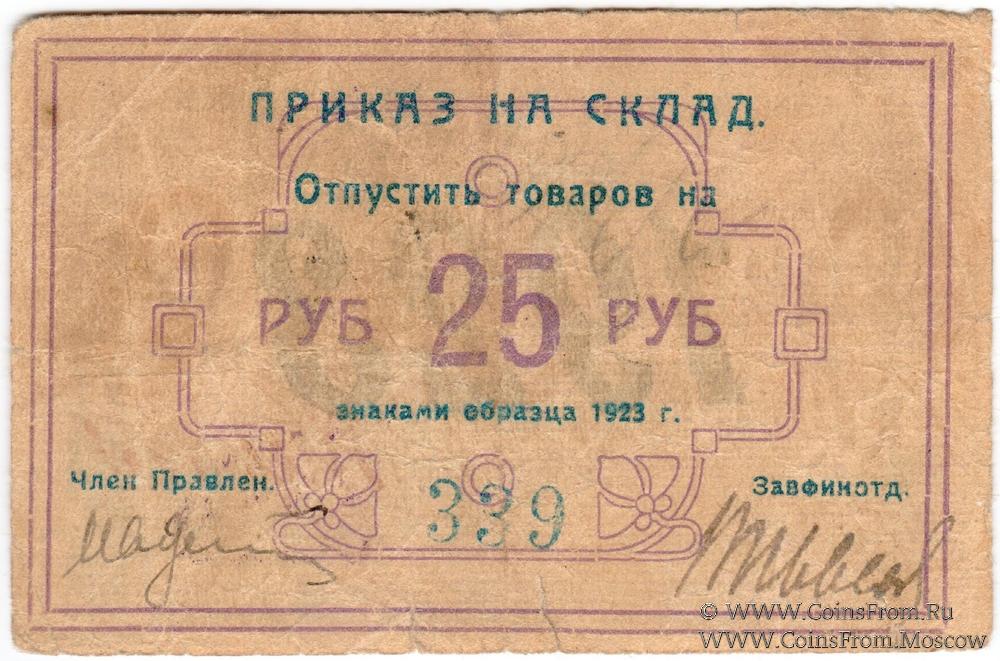 ПРИКАЗ НА СКЛАД.
Отпустить товаров на
РУБ 25 РУБ
знаками образца 1923 г.
Член Правлен. Завфинотд.
339
© WWW.CoinsFrom.Ru
WWW.CoinsFrom.Moscow